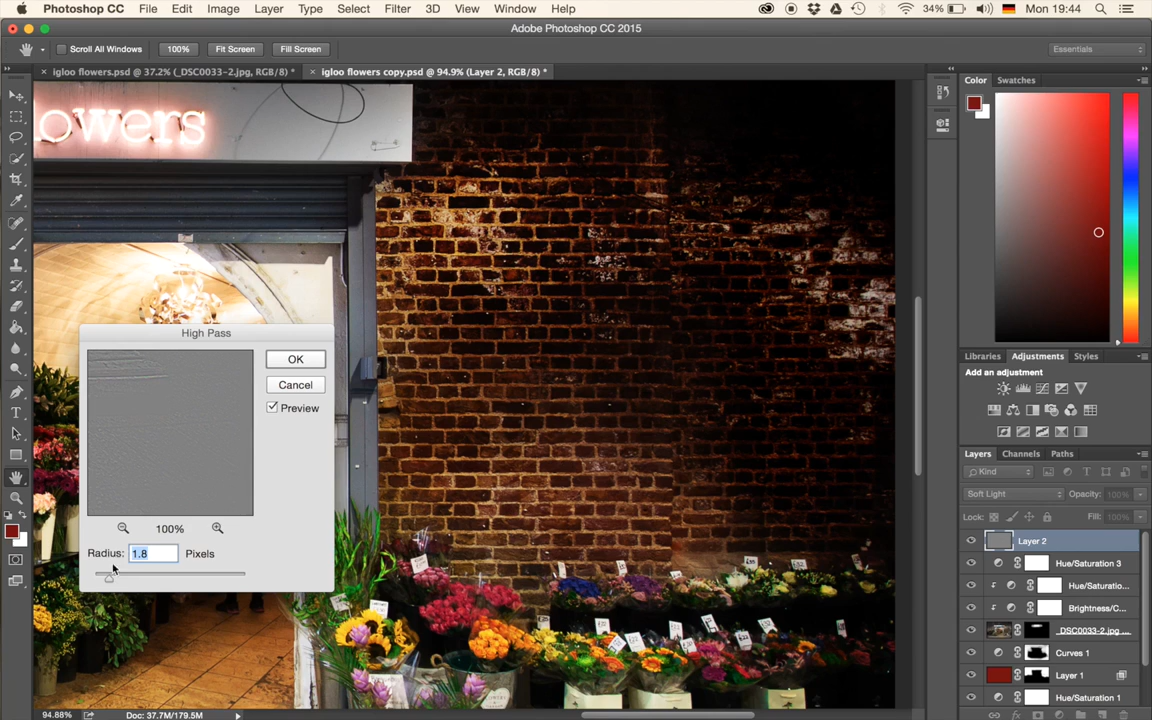 Photoshop CC File Edit Image Layer Type Select Filter 3D View Window Help 34% Mon 19:44
Adobe Photoshop CC 2015
Scroll All Windows 100% Fit Screen Fill Screen Essentials
igloo flowers.psd @ 37.2% (_DSC0033-2.jpg, RGB/8) *
igloo flowers copy.psd @ 94.9% (Layer 2, RGB/8) *
Color Swatches
owers
High Pass
OK
Cancel
Preview
100%
Radius: 1.8 Pixels
Libraries Adjustments Styles
Add an adjustment
Layers Channels Paths
Kind
Soft Light Opacity: 100%
Lock: Fill: 100%
Layer 2
Hue/Saturation 3
Hue/Saturatio...
Brightness/C...
_DSC0033-2.jpg,...
Curves 1
Layer 1
Hue/Saturation 1
94.88% Doc: 37.7M/179.5M